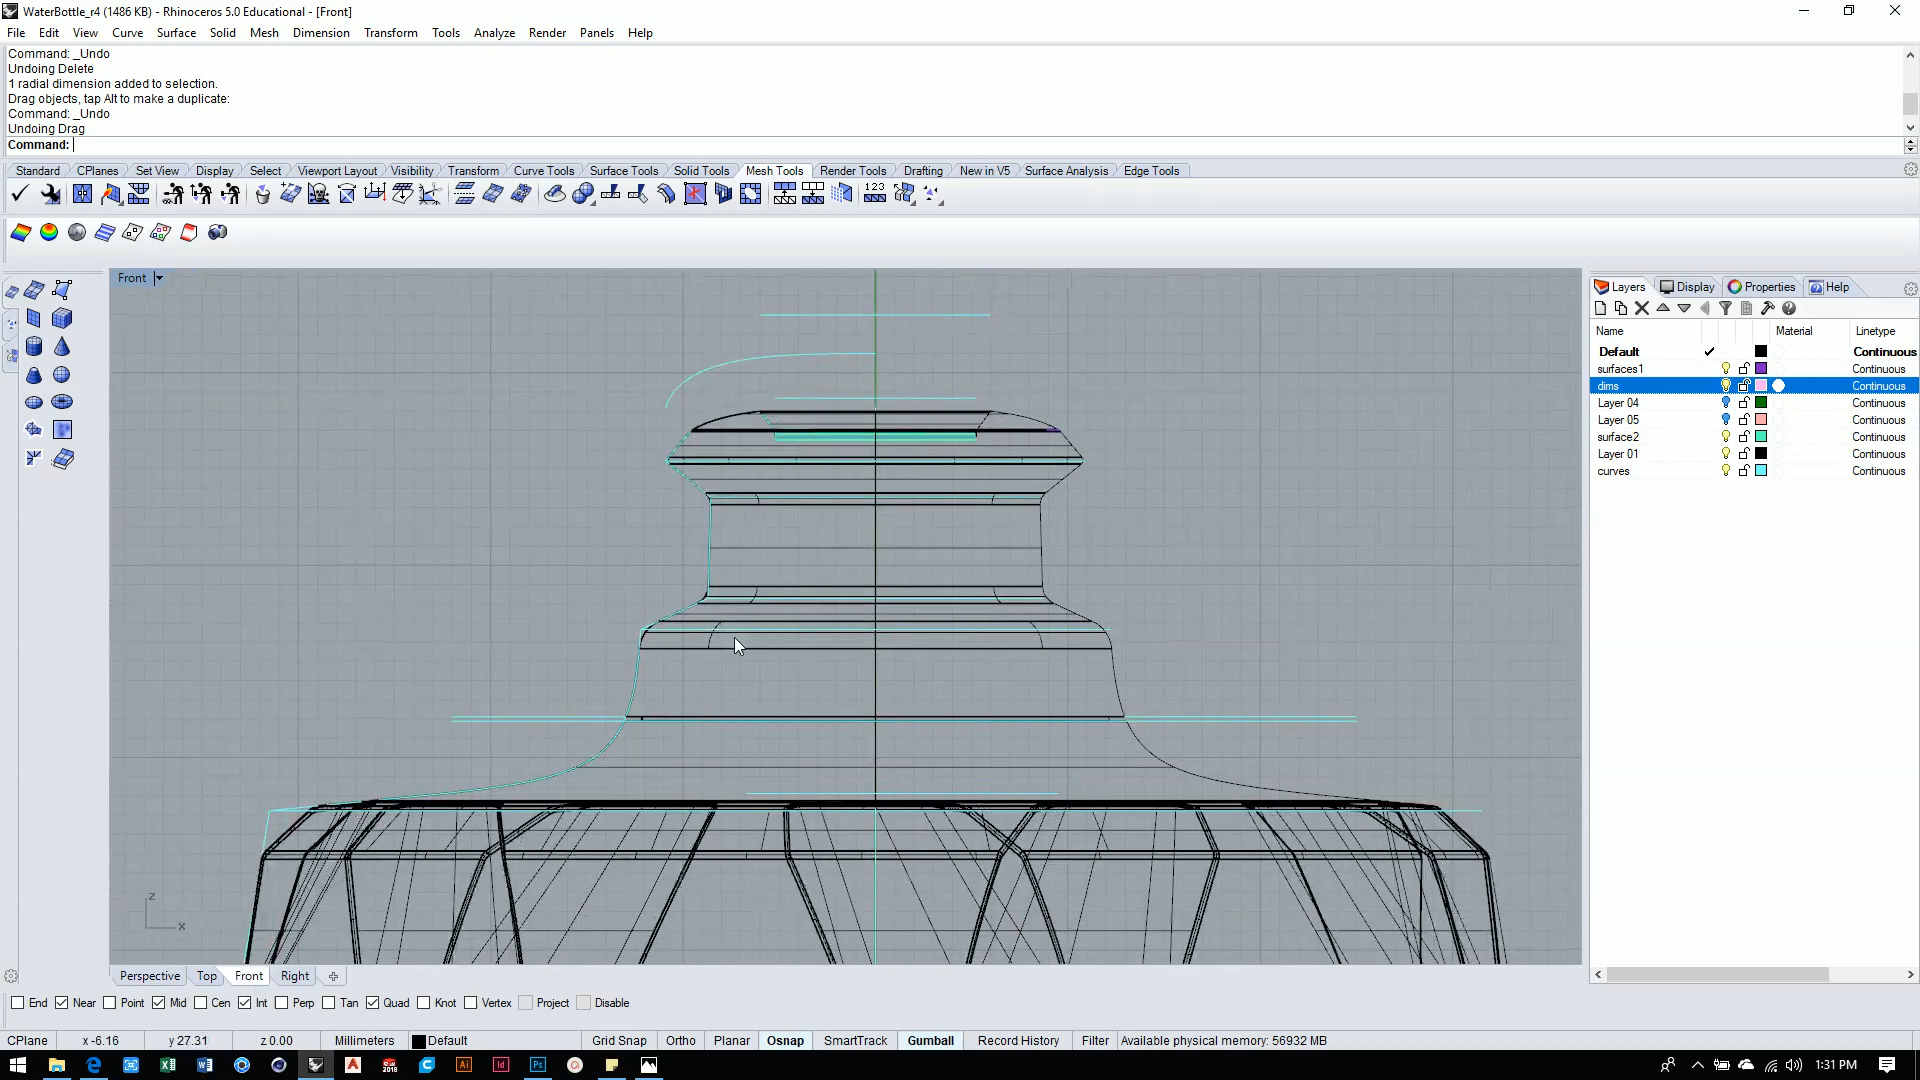 WaterBottle_r4 (1486 KB) - Rhinoceros 5.0 Educational - [Front]
File Edit View Curve Surface Solid Mesh Dimension Transform Tools Analyze Render Panels Help
Command: _Undo
Undoing Delete
1 radial dimension added to selection.
Drag objects, tap Alt to make a duplicate:
Command: _Undo
Undoing Drag
Command:
Standard CPlanes Set View Display Select Viewport Layout Visibility Transform Curve Tools Surface Tools Solid Tools Mesh Tools Render Tools Drafting New in V5 Surface Analysis Edge Tools
123
Front
Layers Display Properties Help
Name Material Linetype
Default Continuous
surfaces1 Continuous
dims Continuous
Layer 04 Continuous
Layer 05 Continuous
surface2 Continuous
Layer 01 Continuous
curves Continuous
z
x
Perspective Top Front Right
End Near Point Mid Cen Int Perp Tan Quad Knot Vertex Project Disable
CPlane x -6.16 y 27.31 z 0.00 Millimeters Default Grid Snap Ortho Planar Osnap SmartTrack Gumball Record History Filter Available physical memory: 56932 MB
Ai Id Ps 2018 1:31 PM